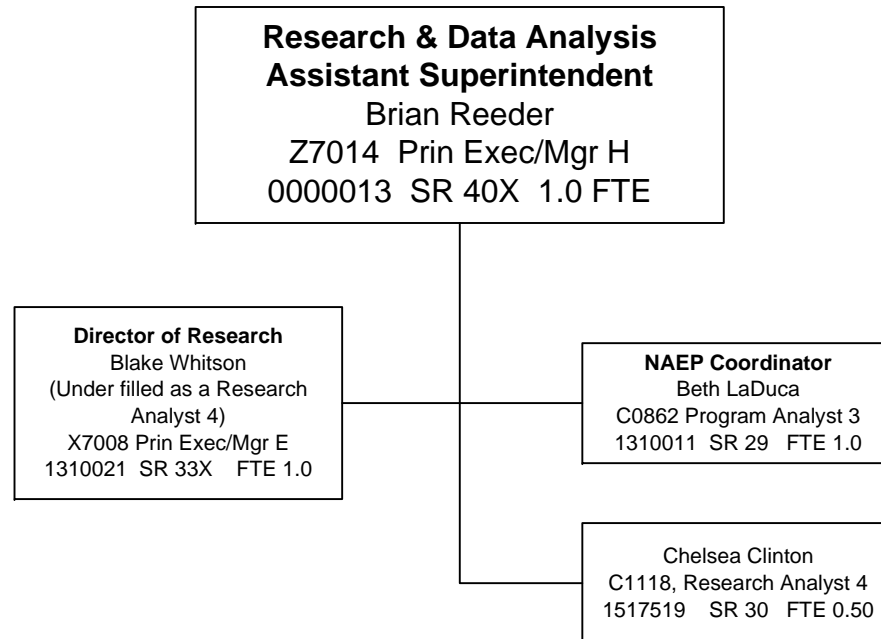 Research & Data Analysis
Assistant Superintendent
Brian Reeder
Z7014 Prin Exec/Mgr H
0000013 SR 40X 1.0 FTE
Director of Research
Blake Whitson
(Under filled as a Research
Analyst 4)
X7008 Prin Exec/Mgr E
1310021 SR 33X FTE 1.0
NAEP Coordinator
Beth LaDuca
C0862 Program Analyst 3
1310011 SR 29 FTE 1.0
Chelsea Clinton
C1118, Research Analyst 4
1517519 SR 30 FTE 0.50